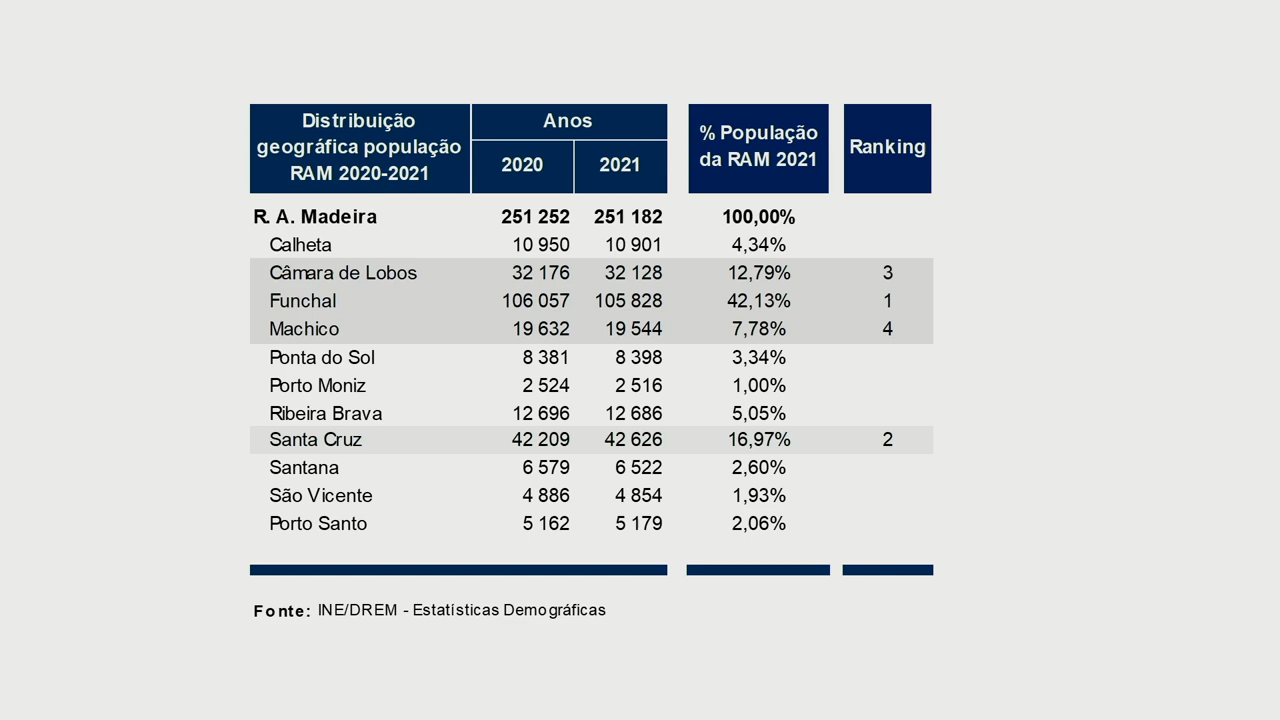 Distribuição
geográfica população
RAM 2020-2021
Anos
2020 2021
% População
da RAM 2021
Ranking
R. A. Madeira 251 252 251 182 100,00%
Calheta 10 950 10 901 4,34%
Câmara de Lobos 32 176 32 128 12,79% 3
Funchal 106 057 105 828 42,13% 1
Machico 19 632 19 544 7,78% 4
Ponta do Sol 8 381 8 398 3,34%
Porto Moniz 2 524 2 516 1,00%
Ribeira Brava 12 696 12 686 5,05%
Santa Cruz 42 209 42 626 16,97% 2
Santana 6 579 6 522 2,60%
São Vicente 4 886 4 854 1,93%
Porto Santo 5 162 5 179 2,06%
Fonte: INE/DREM - Estatísticas Demográficas